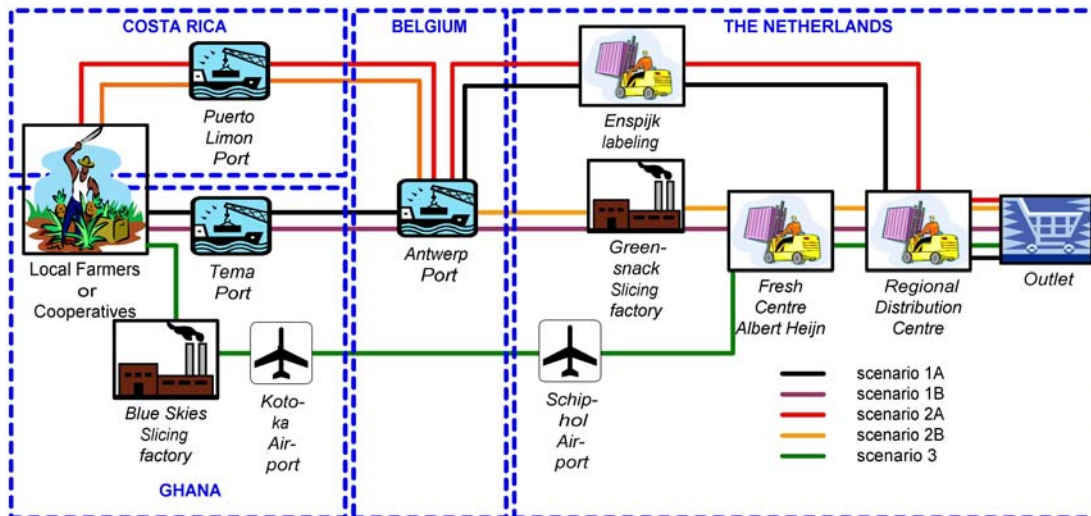 COSTA RICA
BELGIUM
THE NETHERLANDS
Puerto
Limon
Port
Enspijk
labeling
Local Farmers
or
Cooperatives
Tema
Port
Antwerp
Port
Green-
snack
Slicing
factory
Fresh
Centre
Albert Heijn
Regional
Distribution
Centre
Outlet
Blue Skies
Slicing
factory
Koto-
ka
Air-
port
Schip-
hol
Air-
port
scenario 1A
scenario 1B
scenario 2A
scenario 2B
scenario 3
GHANA